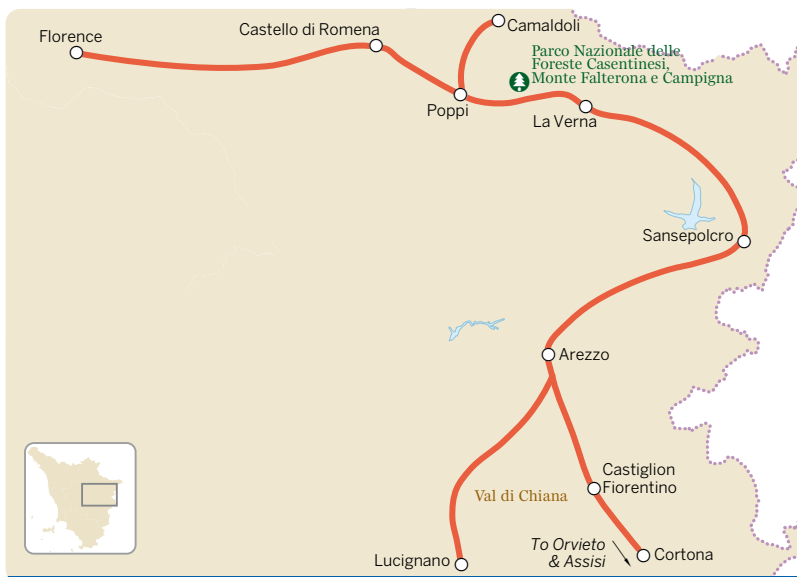 Florence
Castello di Romena
Camaldoli
Parco Nazionale delle
Foreste Casentinesi,
Monte Falterona e Campigna
Poppi
La Verna
Sansepolcro
Arezzo
Castiglion
Fiorentino
Val di Chiana
To Orvieto
& Assisi
Cortona
Lucignano